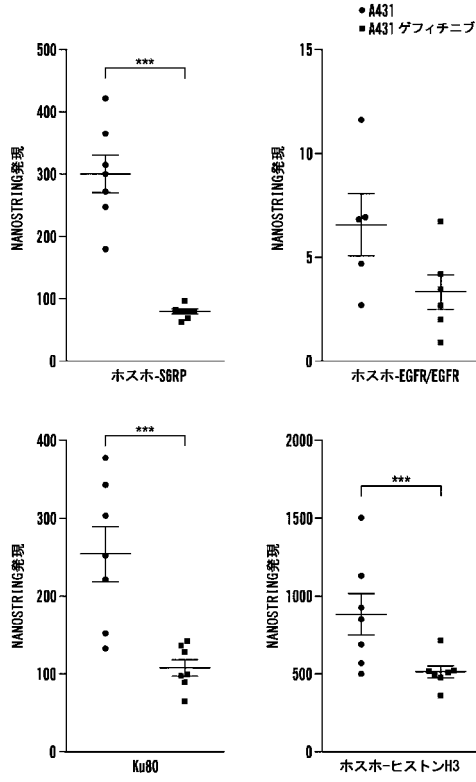 ● A431
■ A431 ゲフィチニブ
NANOSTRING発現
500
400
300
200
100
0
***
ホスホ-S6RP
NANOSTRING発現
15
10
5
0
ホスホ-EGFR/EGFR
NANOSTRING発現
400
300
200
100
0
***
Ku80
NANOSTRING発現
2000
1500
1000
500
0
***
ホスホ-ヒストンH3